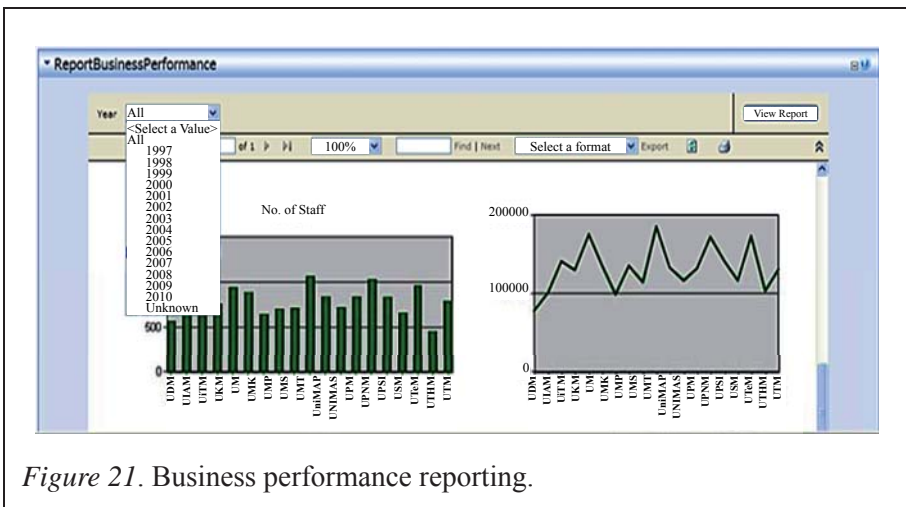 ReportBusinessPerformance
Year All View Report
<Select a Value>
All
1997
1998
1999
2000
2001
2002
2003
2004
2005
2006
2007
2008
2009
2010
Unknown
of 1 100% Find | Next Select a format Export
No. of Staff
500
0
UDM UIAM UiTM UKM UM UMK UMP UMS UMT UniMAP UNIMAS UPM UPNM UPSI USM UTeM UTHM UTM
200000
100000
0
UDM UIAM UiTM UKM UM UMK UMP UMS UMT UniMAP UNIMAS UPM UPNM UPSI USM UTeM UTHM UTM
Figure 21. Business performance reporting.